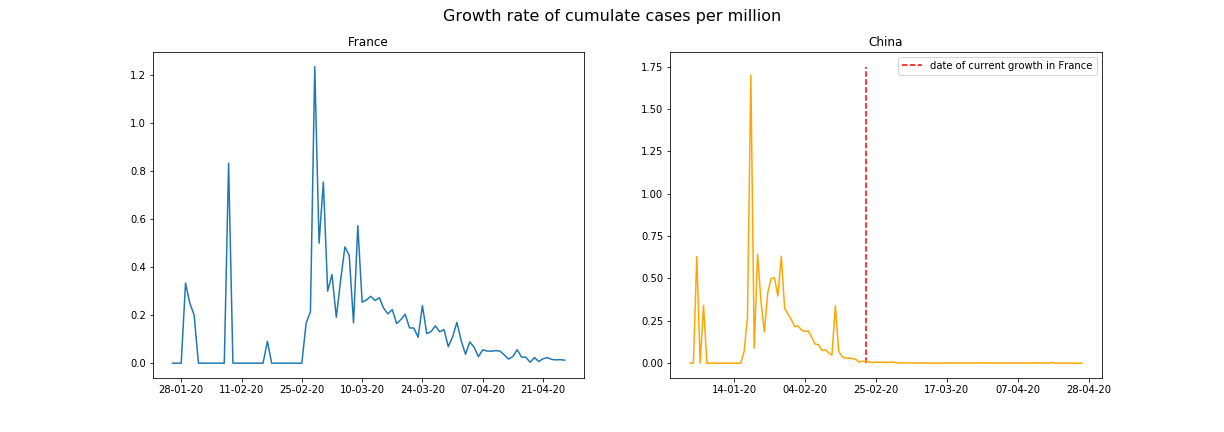 Growth rate of cumulate cases per million
France
1.2
1.0
0.8
0.6
0.4
0.2
0.0
28-01-20 11-02-20 25-02-20 10-03-20 24-03-20 07-04-20 21-04-20
China
date of current growth in France
1.75
1.50
1.25
1.00
0.75
0.50
0.25
0.00
14-01-20 04-02-20 25-02-20 17-03-20 07-04-20 28-04-20